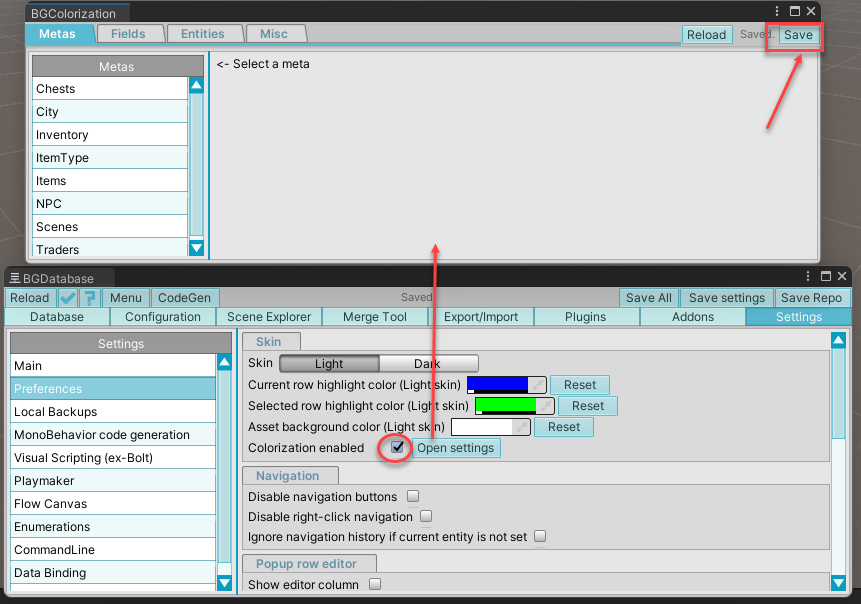 BGColorization
Metas Fields Entities Misc Reload Saved. Save
Metas
<- Select a meta
Chests
City
Inventory
ItemType
Items
NPC
Scenes
Traders
BGDatabase
Reload ? Menu CodeGen Saved Save All Save settings Save Repo
Database Configuration Scene Explorer Merge Tool Export/Import Plugins Addons Settings
Settings
Main
Preferences
Local Backups
MonoBehavior code generation
Visual Scripting (ex-Bolt)
Playmaker
Flow Canvas
Enumerations
CommandLine
Data Binding
Skin
Skin Light Dark
Current row highlight color (Light skin) Reset
Selected row highlight color (Light skin) Reset
Asset background color (Light skin) Reset
Colorization enabled Open settings
Navigation
Disable navigation buttons
Disable right-click navigation
Ignore navigation history if current entity is not set
Popup row editor
Show editor column